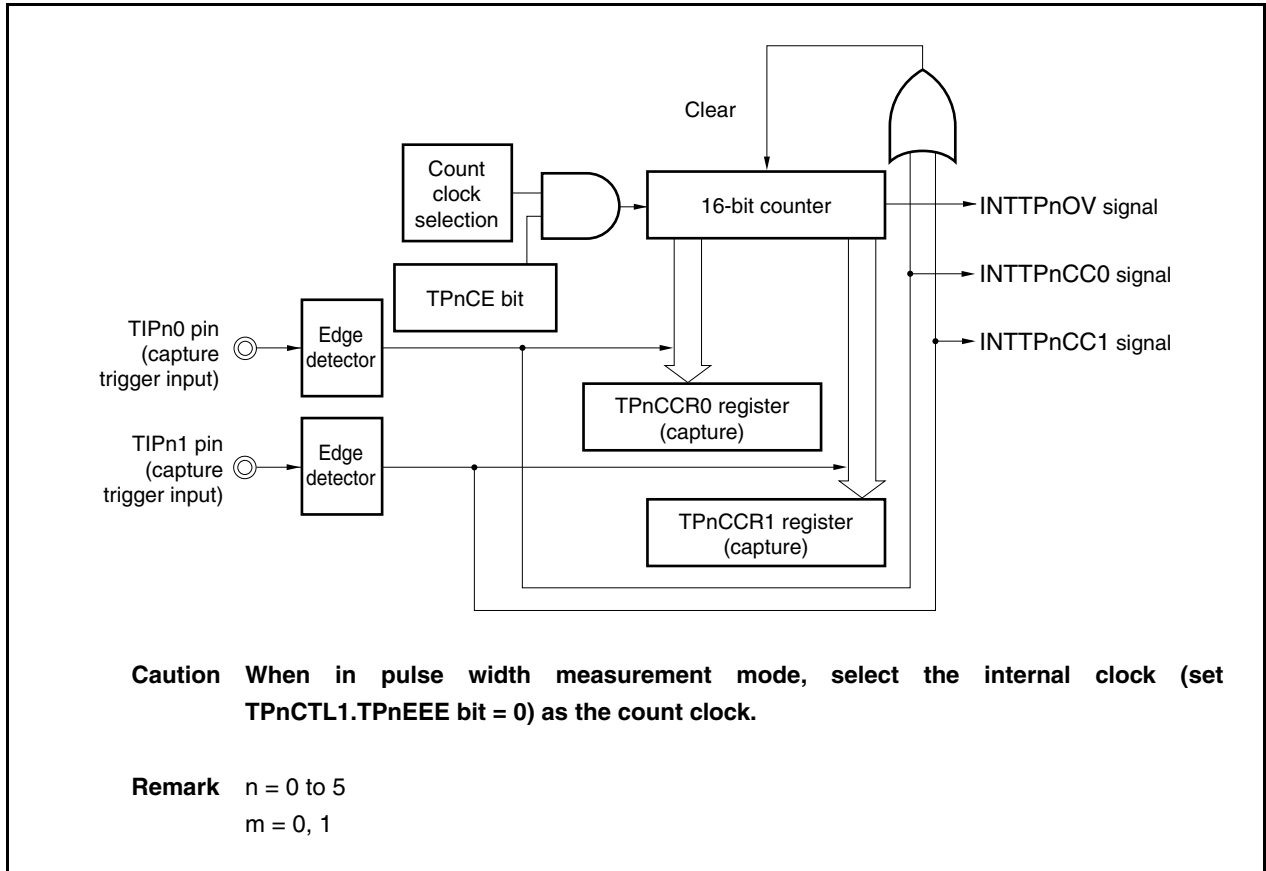 Clear
Count
clock
selection
16-bit counter
INTTPnOV signal
INTTPnCC0 signal
INTTPnCC1 signal
TPnCE bit
TIPn0 pin
(capture
trigger input)
Edge
detector
TPnCCR0 register
(capture)
TIPn1 pin
(capture
trigger input)
Edge
detector
TPnCCR1 register
(capture)
Caution When in pulse width measurement mode, select the internal clock (set
TPnCTL1.TPnEEE bit = 0) as the count clock.
Remark n = 0 to 5
m = 0, 1